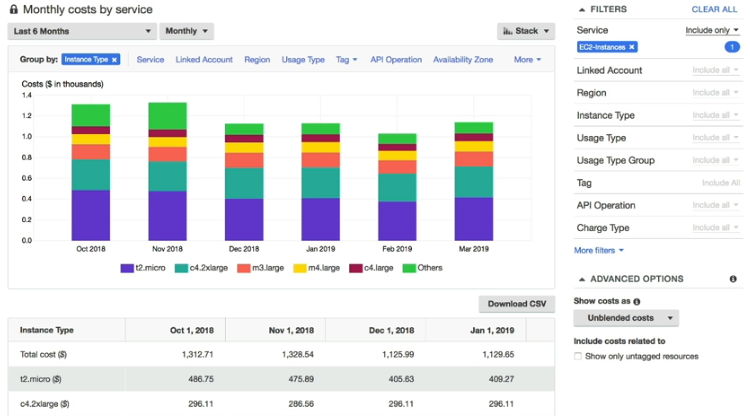 Monthly costs by service
Last 6 Months Monthly Stack
Group by: Instance Type × Service Linked Account Region Usage Type Tag API Operation Availability Zone More
Costs ($ in thousands)
1.4
1.2
1.0
0.8
0.6
0.4
0.2
0.0
Oct 2018 Nov 2018 Dec 2018 Jan 2019 Feb 2019 Mar 2019
t2.micro c4.2xlarge m3.large m4.large c4.large Others
Download CSV
Instance Type Oct 1, 2018 Nov 1, 2018 Dec 1, 2018 Jan 1, 2019
Total cost ($) 1,312.71 1,328.54 1,125.99 1,129.65
t2.micro ($) 486.75 475.89 405.63 409.27
c4.2xlarge ($) 296.11 286.56 296.11 296.11
FILTERS CLEAR ALL
Service Include only
EC2-Instances × 1
Linked Account Include all
Region Include all
Instance Type Include all
Usage Type Include all
Usage Type Group Include all
Tag Include All
API Operation Include all
Charge Type Include all
More filters
ADVANCED OPTIONS
Show costs as
Unblended costs
Include costs related to
Show only untagged resources